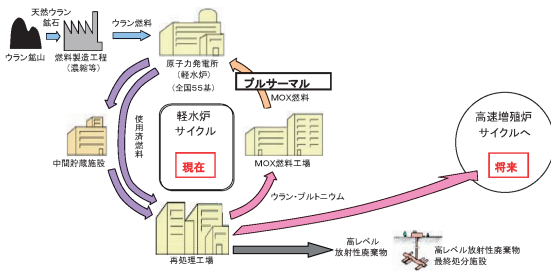 天然ウラン
鉱石
ウラン燃料
ウラン鉱山
燃料製造工程
(濃縮等)
原子力発電所
(軽水炉)
(全国55基)
プルサーマル
MOX燃料
使用済燃料
軽水炉
サイクル
現在
高速増殖炉
サイクルへ
将来
中間貯蔵施設
MOX燃料工場
ウラン・プルトニウム
再処理工場
高レベル
放射性廃棄物
高レベル放射性廃棄物
最終処分施設